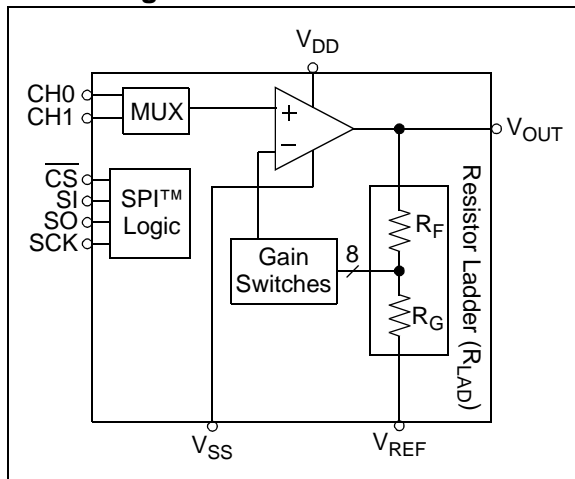 V_DD
CH0
CH1
MUX
+
−
V_OUT
C̅S̅
SI
SO
SCK
SPI™
Logic
Gain
Switches
8
R_F
R_G
Resistor Ladder (R_LAD)
V_SS
V_REF